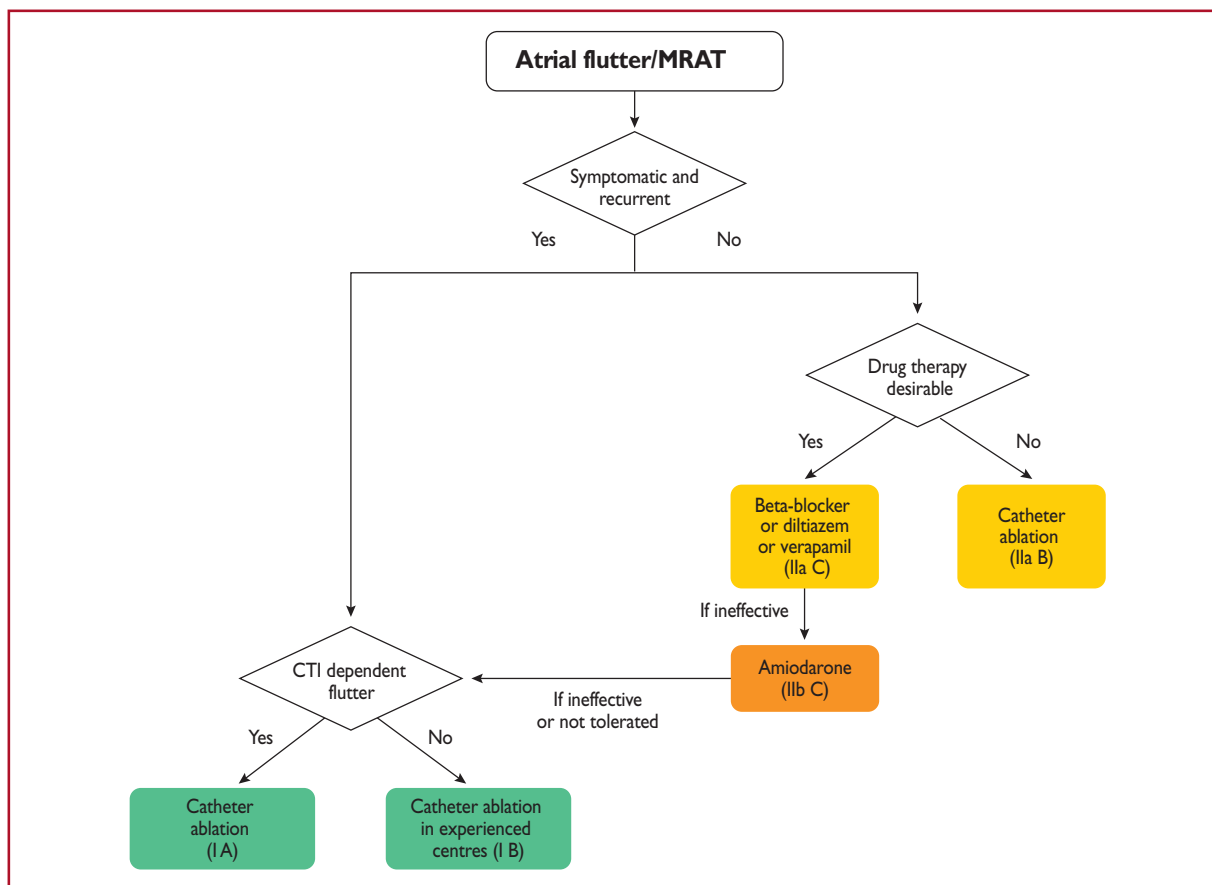 Atrial flutter/MRAT
Symptomatic and
recurrent
Yes
No
Drug therapy
desirable
Yes
No
Beta-blocker
or diltiazem
or verapamil
(IIa C)
Catheter
ablation
(IIa B)
If ineffective
Amiodarone
(IIb C)
If ineffective
or not tolerated
CTI dependent
flutter
Yes
No
Catheter
ablation
(I A)
Catheter ablation
in experienced
centres (I B)